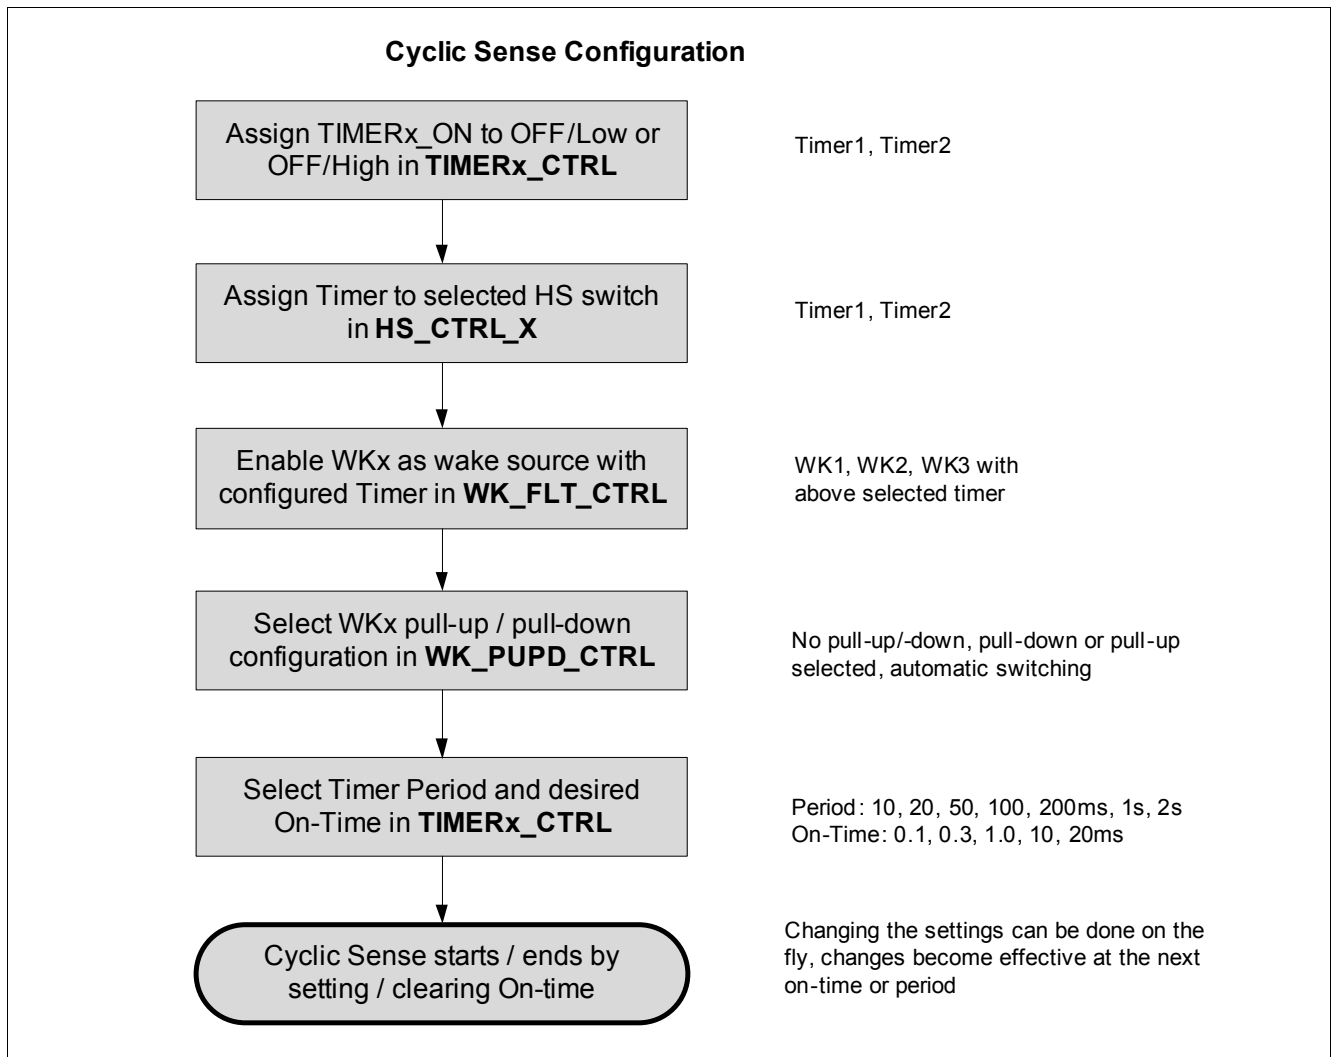 Cyclic Sense Configuration
Assign TIMERx_ON to OFF/Low or
OFF/High in TIMERx_CTRL
Timer1, Timer2
Assign Timer to selected HS switch
in HS_CTRL_X
Timer1, Timer2
Enable WKx as wake source with
configured Timer in WK_FLT_CTRL
WK1, WK2, WK3 with
above selected timer
Select WKx pull-up / pull-down
configuration in WK_PUPD_CTRL
No pull-up/-down, pull-down or pull-up
selected, automatic switching
Select Timer Period and desired
On-Time in TIMERx_CTRL
Period: 10, 20, 50, 100, 200ms, 1s, 2s
On-Time: 0.1, 0.3, 1.0, 10, 20ms
Cyclic Sense starts / ends by
setting / clearing On-time
Changing the settings can be done on the
fly, changes become effective at the next
on-time or period